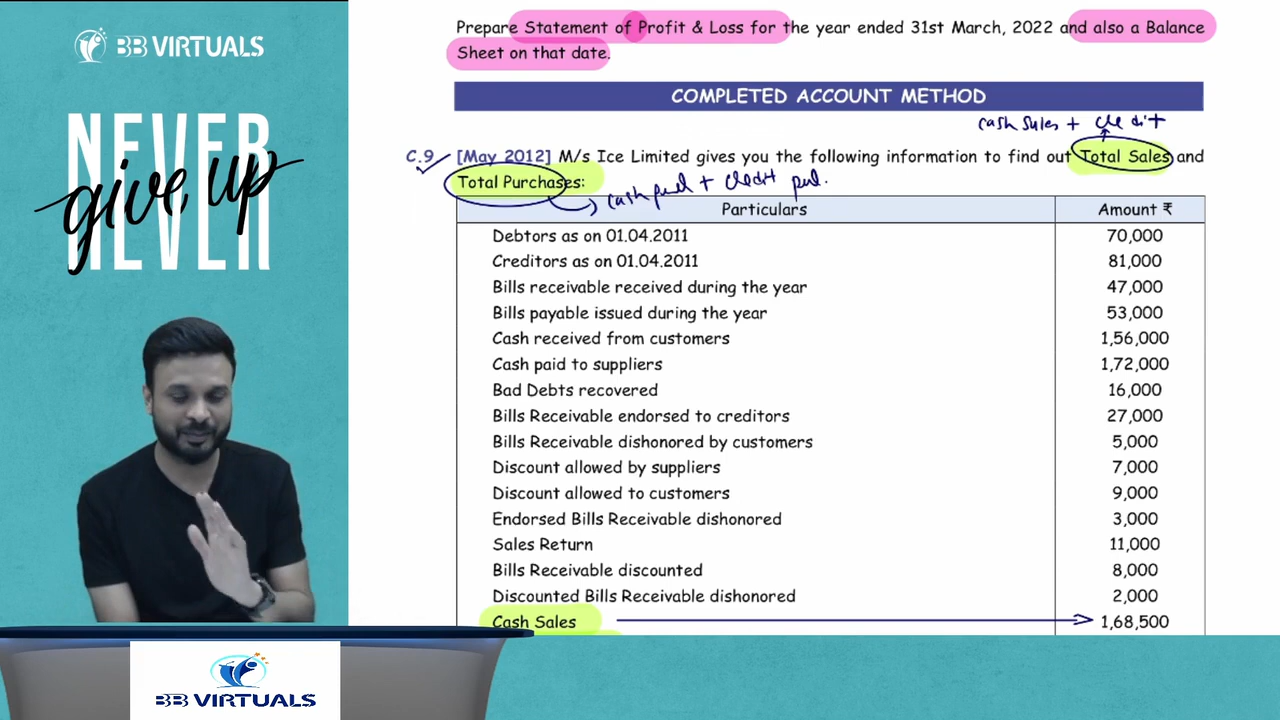 BB VIRTUALS
NEVER
give up
NEVER
Prepare Statement of Profit & Loss for the year ended 31st March, 2022 and also a Balance
Sheet on that date.
COMPLETED ACCOUNT METHOD
cash sales + credit
C.9 [May 2012] M/s Ice Limited gives you the following information to find out Total Sales and
Total Purchases:
cash pud + credit pul.
Particulars Amount ₹
Debtors as on 01.04.2011 70,000
Creditors as on 01.04.2011 81,000
Bills receivable received during the year 47,000
Bills payable issued during the year 53,000
Cash received from customers 1,56,000
Cash paid to suppliers 1,72,000
Bad Debts recovered 16,000
Bills Receivable endorsed to creditors 27,000
Bills Receivable dishonored by customers 5,000
Discount allowed by suppliers 7,000
Discount allowed to customers 9,000
Endorsed Bills Receivable dishonored 3,000
Sales Return 11,000
Bills Receivable discounted 8,000
Discounted Bills Receivable dishonored 2,000
Cash Sales 1,68,500
BB VIRTUALS